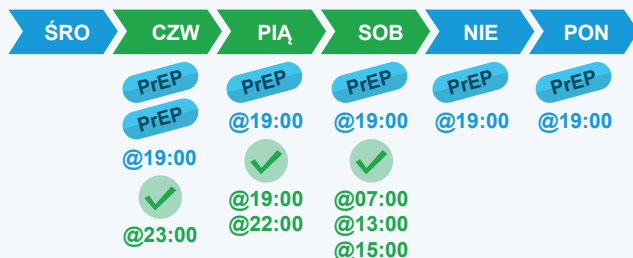 ŚRO CZW PIĄ SOB NIE PON
PrEP PrEP PrEP PrEP PrEP
PrEP
@19:00 @19:00 @19:00 @19:00
@19:00
@23:00
@19:00 @07:00
@22:00 @13:00
@15:00